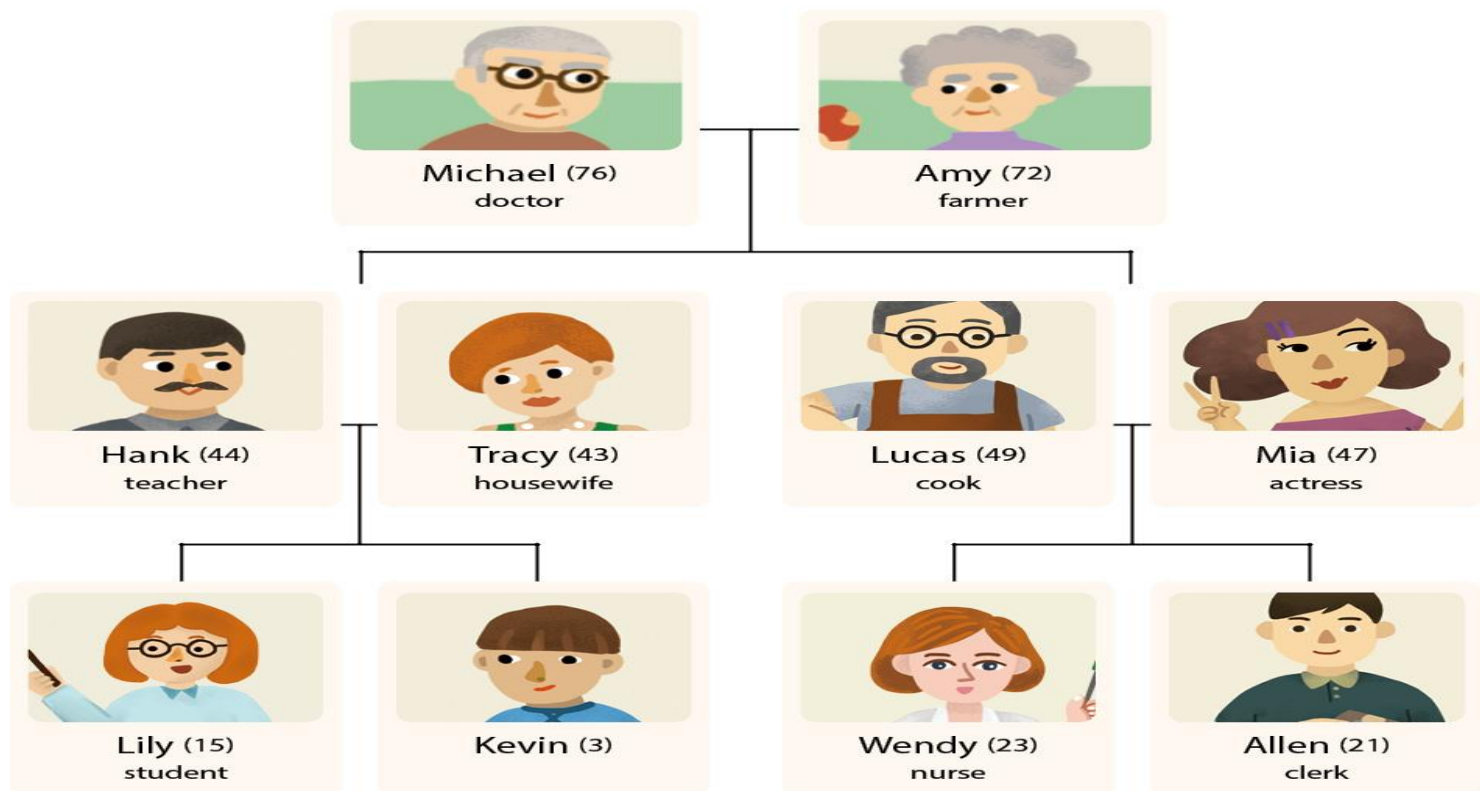 Michael (76)
doctor
Amy (72)
farmer
Hank (44)
teacher
Tracy (43)
housewife
Lucas (49)
cook
Mia (47)
actress
Lily (15)
student
Kevin (3)
Wendy (23)
nurse
Allen (21)
clerk